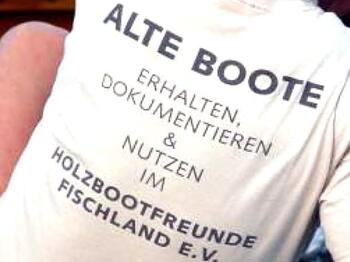 ALTE BOOTE
ERHALTEN,
DOKUMENTIEREN
&
NUTZEN
IM
HOLZBOOTFREUNDE
FISCHLAND E.V.